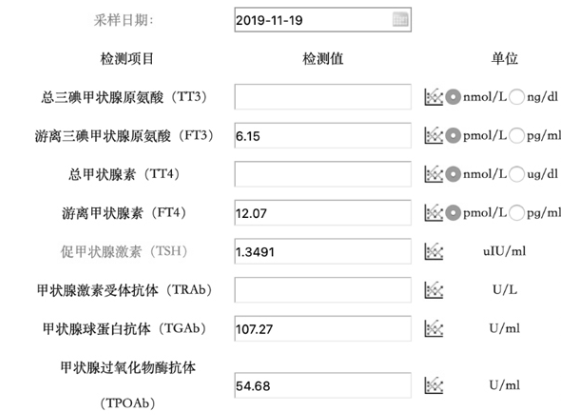 采样日期: 2019-11-19
检测项目 检测值 单位
总三碘甲状腺原氨酸（TT3） nmol/L ng/dl
游离三碘甲状腺原氨酸（FT3） 6.15 pmol/L pg/ml
总甲状腺素（TT4） nmol/L ug/dl
游离甲状腺素（FT4） 12.07 pmol/L pg/ml
促甲状腺激素（TSH） 1.3491 uIU/ml
甲状腺激素受体抗体（TRAb） U/L
甲状腺球蛋白抗体（TGAb） 107.27 U/ml
甲状腺过氧化物酶抗体
（TPOAb） 54.68 U/ml